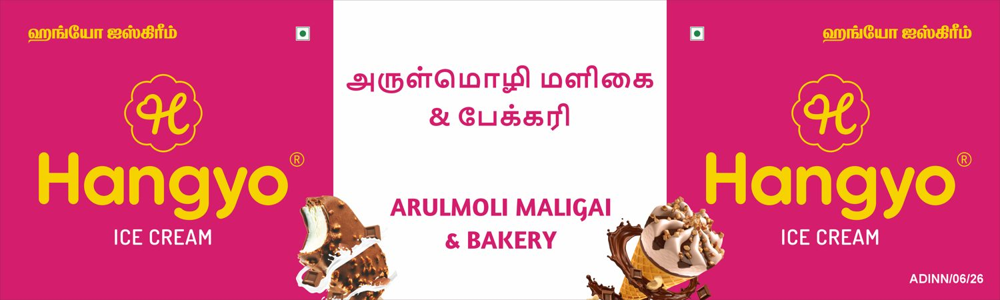 ஹங்யோ ஐஸ்கிரீம்
H
Hangyo®
ICE CREAM
அருள்மொழி மளிகை
& பேக்கரி
ARULMOLI MALIGAI
& BAKERY
ஹங்யோ ஐஸ்கிரீம்
H
Hangyo®
ICE CREAM
ADINN/06/26